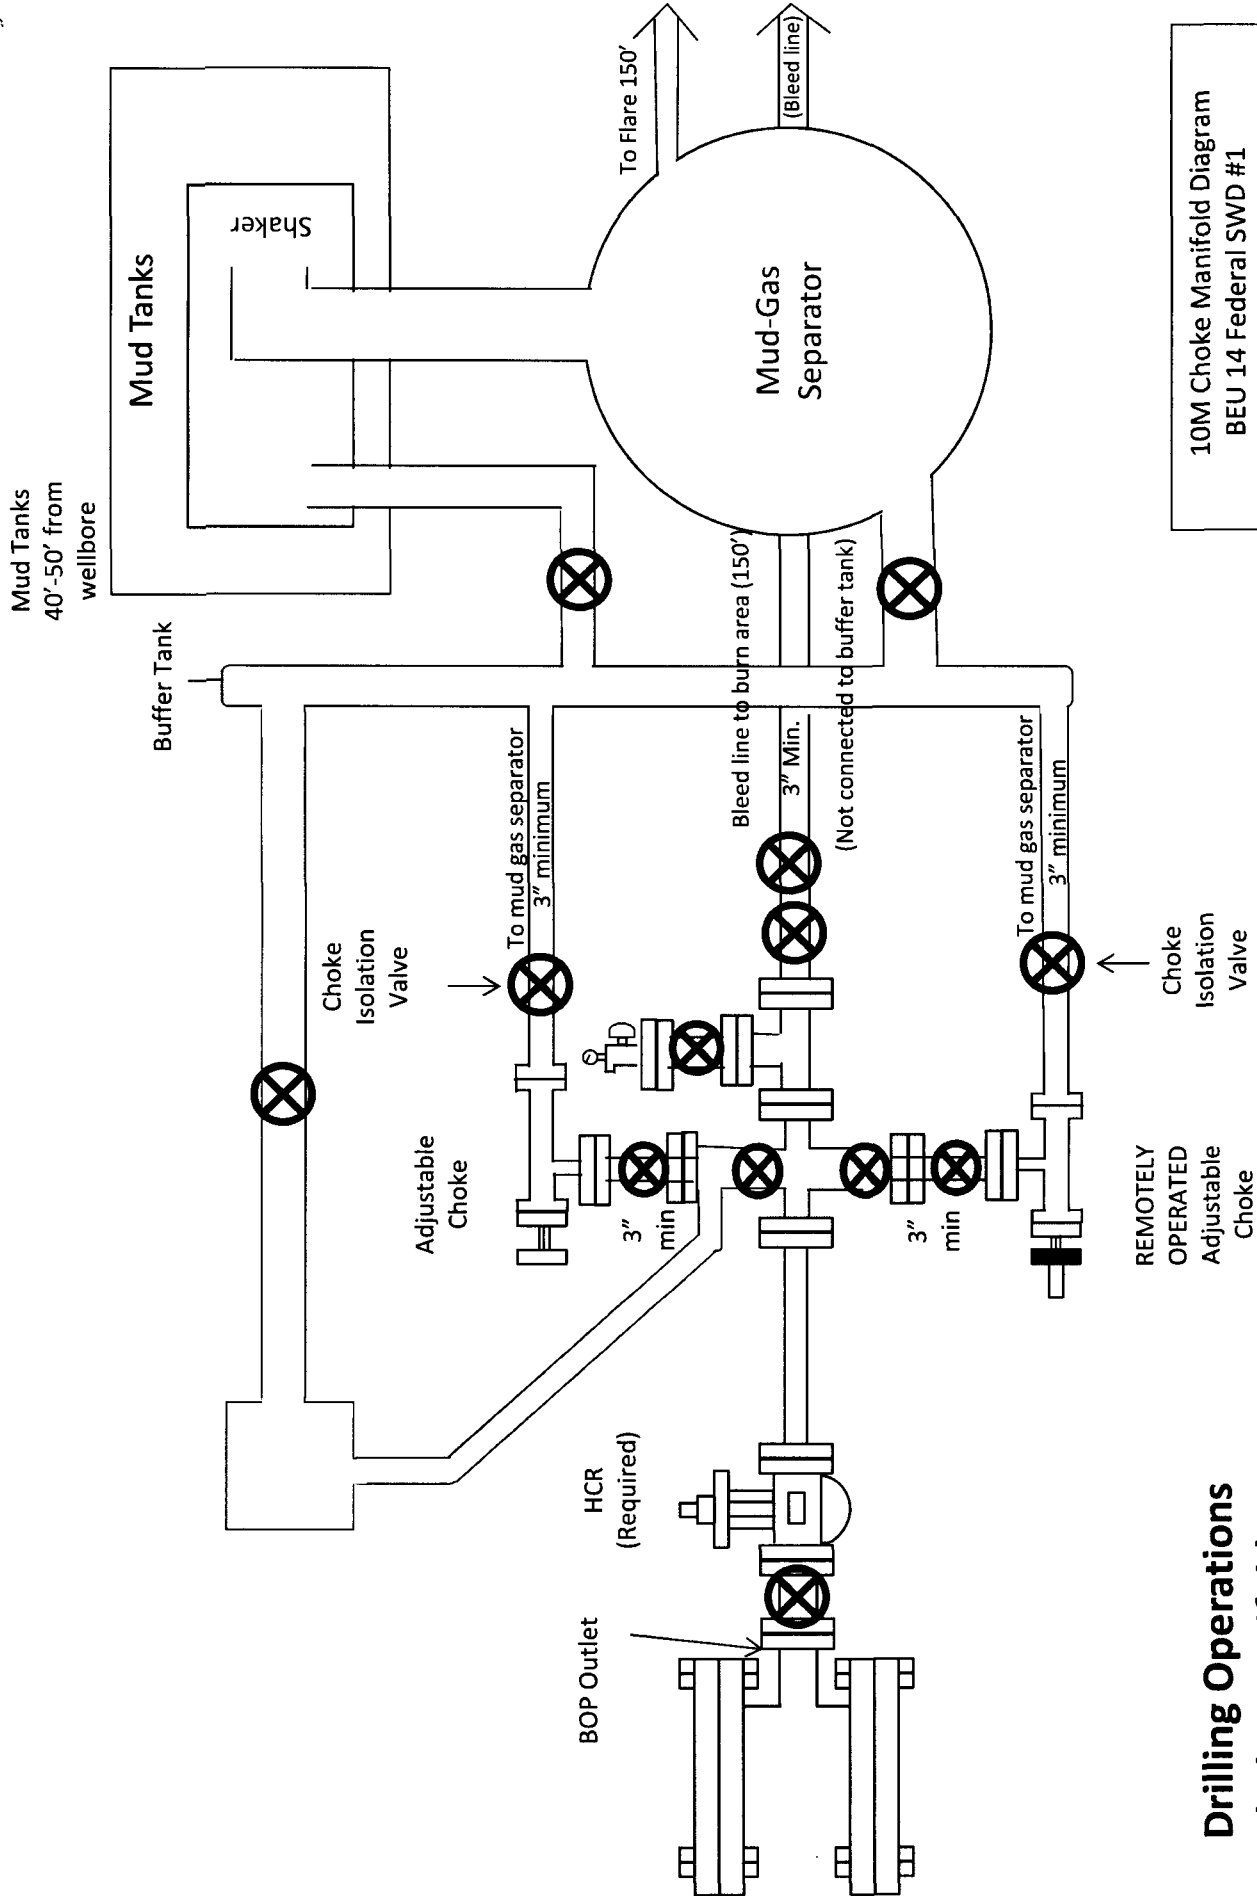 Mud Tanks
40'-50' from
wellbore
Mud Tanks
Shaker
Buffer Tank
To Flare 150'
(Bleed line)
Mud-Gas
Separator
To mud gas separator
3" minimum
Bleed line to burn area (150')
3" Min.
(Not connected to buffer tank)
To mud gas separator
3" minimum
Choke
Isolation
Valve
Choke
Isolation
Valve
Adjustable
Choke
3"
min
3"
min
REMOTELY
OPERATED
Adjustable
Choke
HCR
(Required)
BOP Outlet
10M Choke Manifold Diagram
BEU 14 Federal SWD #1
Drilling Operations